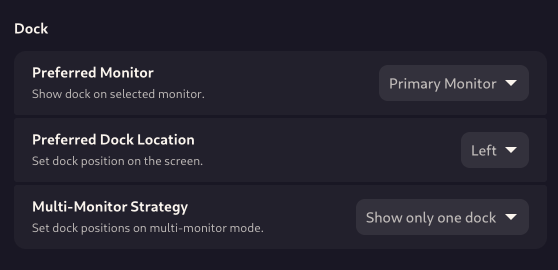 Dock
Preferred Monitor
Show dock on selected monitor.
Primary Monitor
Preferred Dock Location
Set dock position on the screen.
Left
Multi-Monitor Strategy
Set dock positions on multi-monitor mode.
Show only one dock